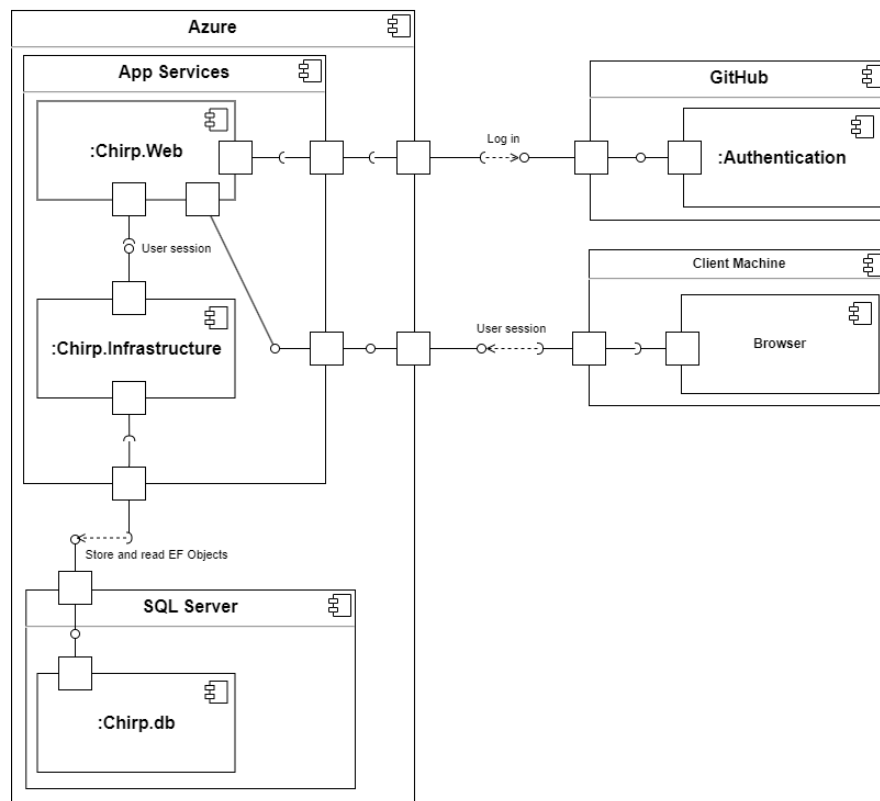 Azure
App Services
:Chirp.Web
Log in
GitHub
:Authentication
User session
Client Machine
User session
Browser
:Chirp.Infrastructure
Store and read EF Objects
SQL Server
:Chirp.db